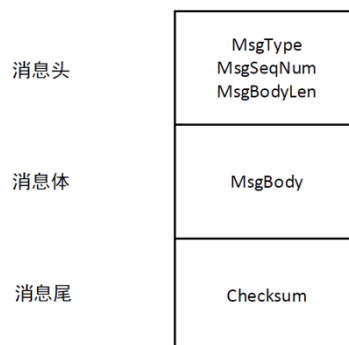 消息头
MsgType
MsgSeqNum
MsgBodyLen
消息体
MsgBody
消息尾
Checksum